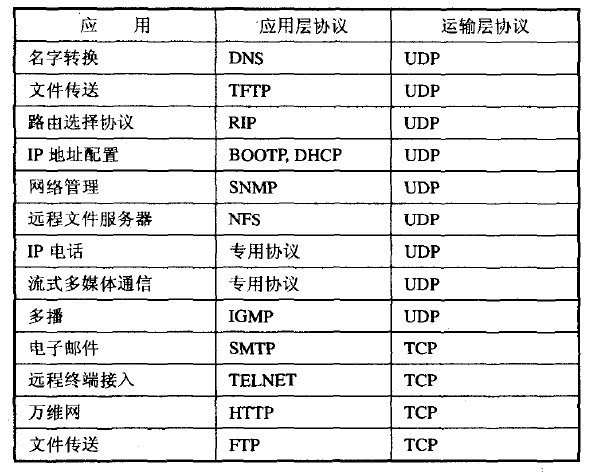 应 用 应用层协议 运输层协议
名字转换 DNS UDP
文件传送 TFTP UDP
路由选择协议 RIP UDP
IP 地址配置 BOOTP, DHCP UDP
网络管理 SNMP UDP
远程文件服务器 NFS UDP
IP 电话 专用协议 UDP
流式多媒体通信 专用协议 UDP
多播 IGMP UDP
电子邮件 SMTP TCP
远程终端接入 TELNET TCP
万维网 HTTP TCP
文件传送 FTP TCP